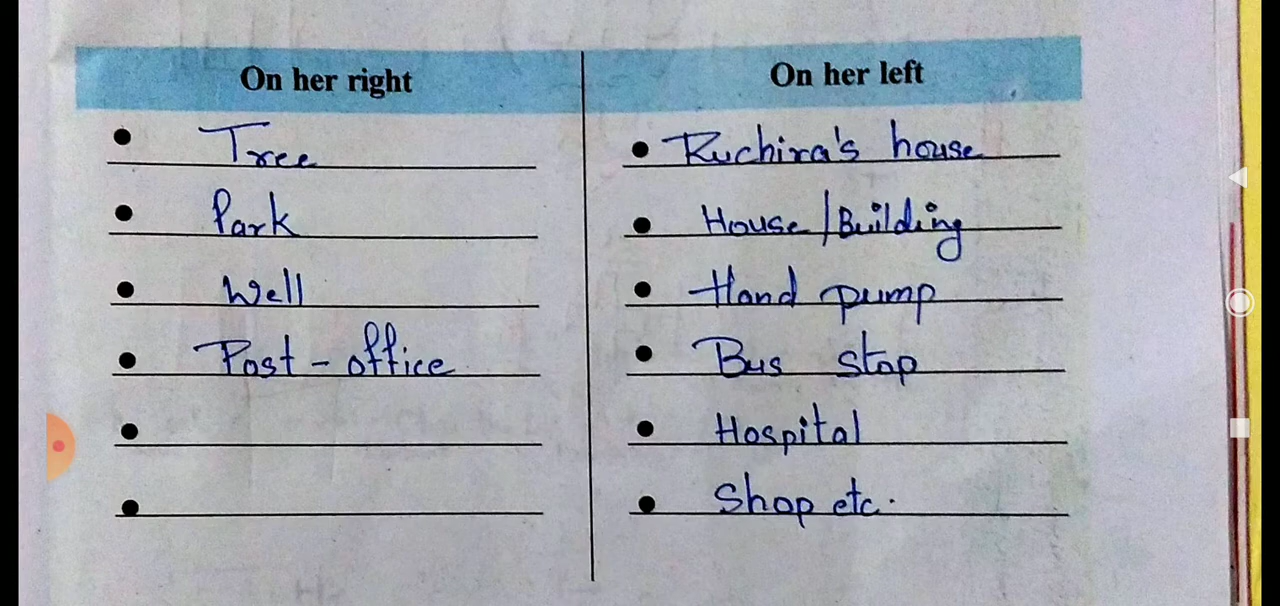 On her right On her left
• Tree • Ruchira's house
• Park • House/Building
• Well • Hand pump
• Post-office • Bus stop
• • Hospital
• • Shop etc.